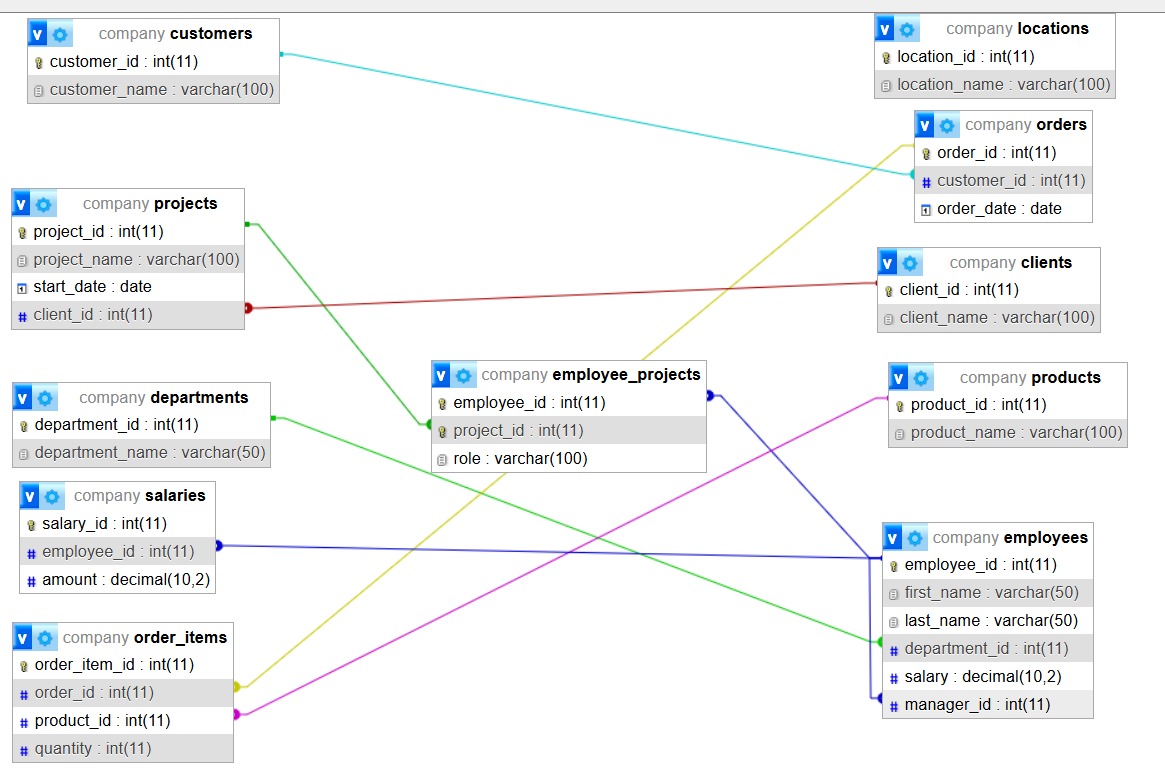 company customers
customer_id : int(11)
customer_name : varchar(100)
company locations
location_id : int(11)
location_name : varchar(100)
company orders
order_id : int(11)
customer_id : int(11)
order_date : date
company projects
project_id : int(11)
project_name : varchar(100)
start_date : date
client_id : int(11)
company clients
client_id : int(11)
client_name : varchar(100)
company employee_projects
employee_id : int(11)
project_id : int(11)
role : varchar(100)
company products
product_id : int(11)
product_name : varchar(100)
company departments
department_id : int(11)
department_name : varchar(50)
company salaries
salary_id : int(11)
employee_id : int(11)
amount : decimal(10,2)
company employees
employee_id : int(11)
first_name : varchar(50)
last_name : varchar(50)
department_id : int(11)
salary : decimal(10,2)
manager_id : int(11)
company order_items
order_item_id : int(11)
order_id : int(11)
product_id : int(11)
quantity : int(11)